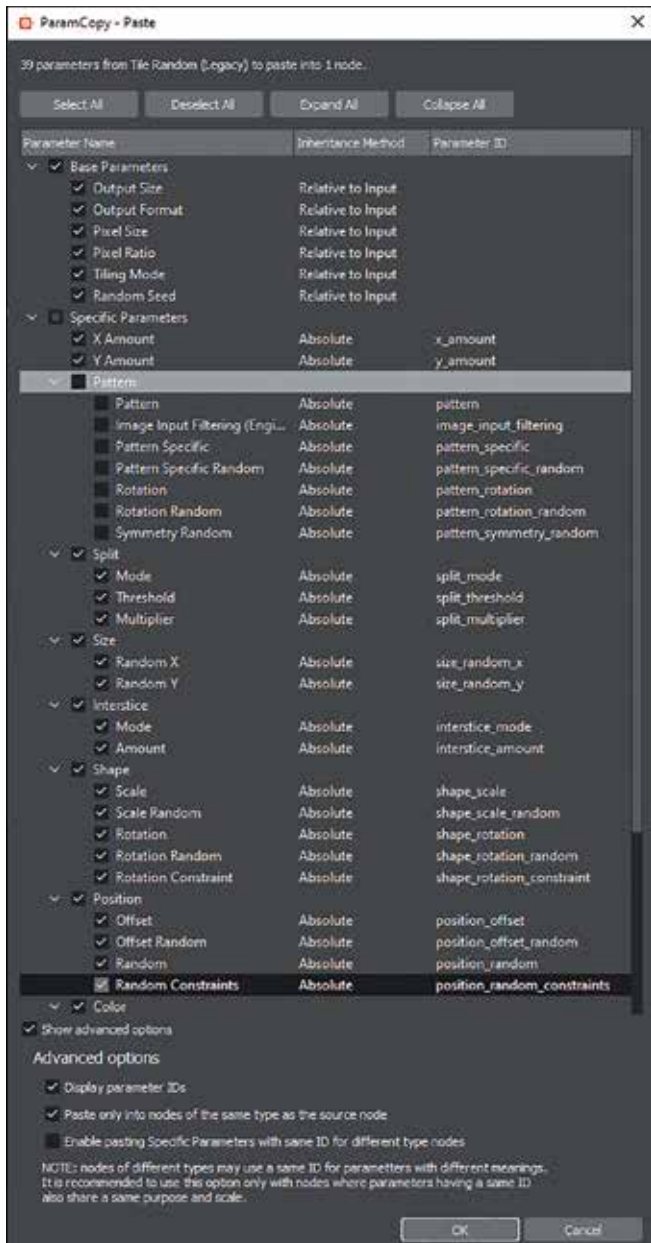 ParamCopy - Paste
39 parameters from Tile Random (Legacy) to paste into 1 node.
Select All Deselect All Expand All Collapse All
Parameter Name Inheritance Method Parameter ID
Base Parameters
Output Size Relative to Input
Output Format Relative to Input
Pixel Size Relative to Input
Pixel Ratio Relative to Input
Tiling Mode Relative to Input
Random Seed Relative to Input
Specific Parameters
X Amount Absolute x_amount
Y Amount Absolute y_amount
Pattern
Pattern Absolute pattern
Image Input Filtering (Engi... Absolute image_input_filtering
Pattern Specific Absolute pattern_specific
Pattern Specific Random Absolute pattern_specific_random
Rotation Absolute pattern_rotation
Rotation Random Absolute pattern_rotation_random
Symmetry Random Absolute pattern_symmetry_random
Split
Mode Absolute split_mode
Threshold Absolute split_threshold
Multiplier Absolute split_multiplier
Size
Random X Absolute size_random_x
Random Y Absolute size_random_y
Interstice
Mode Absolute interstice_mode
Amount Absolute interstice_amount
Shape
Scale Absolute shape_scale
Scale Random Absolute shape_scale_random
Rotation Absolute shape_rotation
Rotation Random Absolute shape_rotation_random
Rotation Constraint Absolute shape_rotation_constraint
Position
Offset Absolute position_offset
Offset Random Absolute position_offset_random
Random Absolute position_random
Random Constraints Absolute position_random_constraints
Color
Show advanced options
Advanced options
Display parameter IDs
Paste only into nodes of the same type as the source node
Enable pasting Specific Parameters with same ID for different type nodes
NOTE: nodes of different types may use a same ID for parametters with different meanings.
It is recommended to use this option only with nodes where parameters having a same ID
also share a same purpose and scale.
OK Cancel